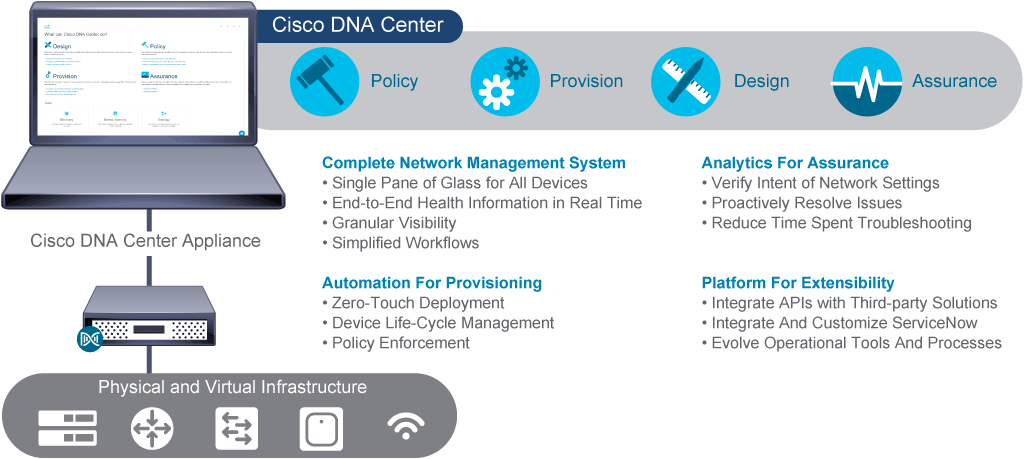 Cisco DNA Center
What can Cisco DNA Center do?
Design
Policy
Provision
Assurance
Policy
Provision
Design
Assurance
Complete Network Management System
• Single Pane of Glass for All Devices
• End-to-End Health Information in Real Time
• Granular Visibility
• Simplified Workflows
Analytics For Assurance
• Verify Intent of Network Settings
• Proactively Resolve Issues
• Reduce Time Spent Troubleshooting
Cisco DNA Center Appliance
Automation For Provisioning
• Zero-Touch Deployment
• Device Life-Cycle Management
• Policy Enforcement
Platform For Extensibility
• Integrate APIs with Third-party Solutions
• Integrate And Customize ServiceNow
• Evolve Operational Tools And Processes
Physical and Virtual Infrastructure